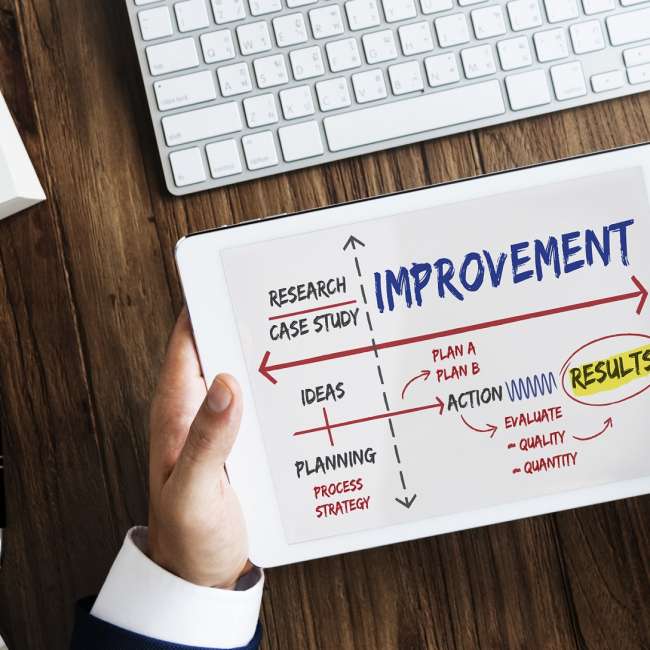 IMPROVEMENT
RESEARCH
CASE STUDY
PLAN A
PLAN B
IDEAS
ACTION
RESULTS
EVALUATE
~ QUALITY
~ QUANTITY
PLANNING
PROCESS
STRATEGY